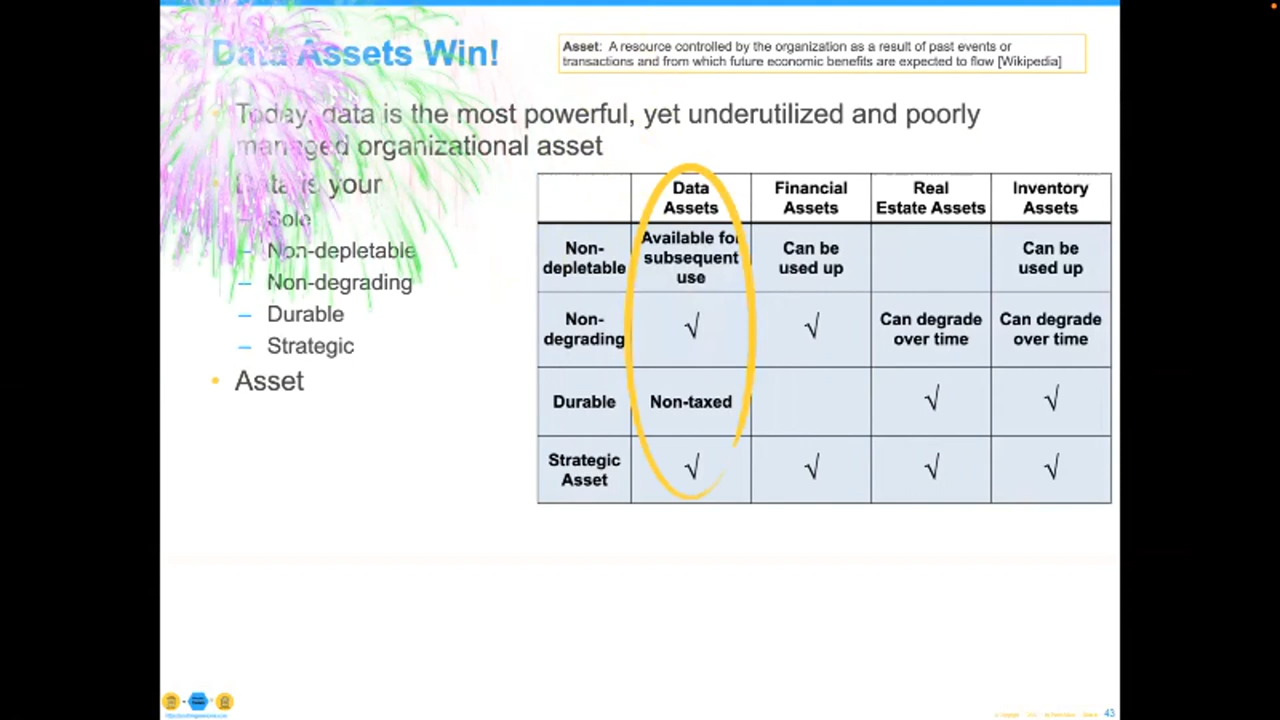 Data Assets Win!
Asset: A resource controlled by the organization as a result of past events or
transactions and from which future economic benefits are expected to flow [Wikipedia]
Today, data is the most powerful, yet underutilized and poorly
managed organizational asset
Data is your
– Sole
– Non-depletable
– Non-degrading
– Durable
– Strategic
• Asset
Data Assets Financial Assets Real Estate Assets Inventory Assets
Non-depletable Available for subsequent use Can be used up Can be used up
Non-degrading √ √ Can degrade over time Can degrade over time
Durable Non-taxed √ √
Strategic Asset √ √ √ √
43